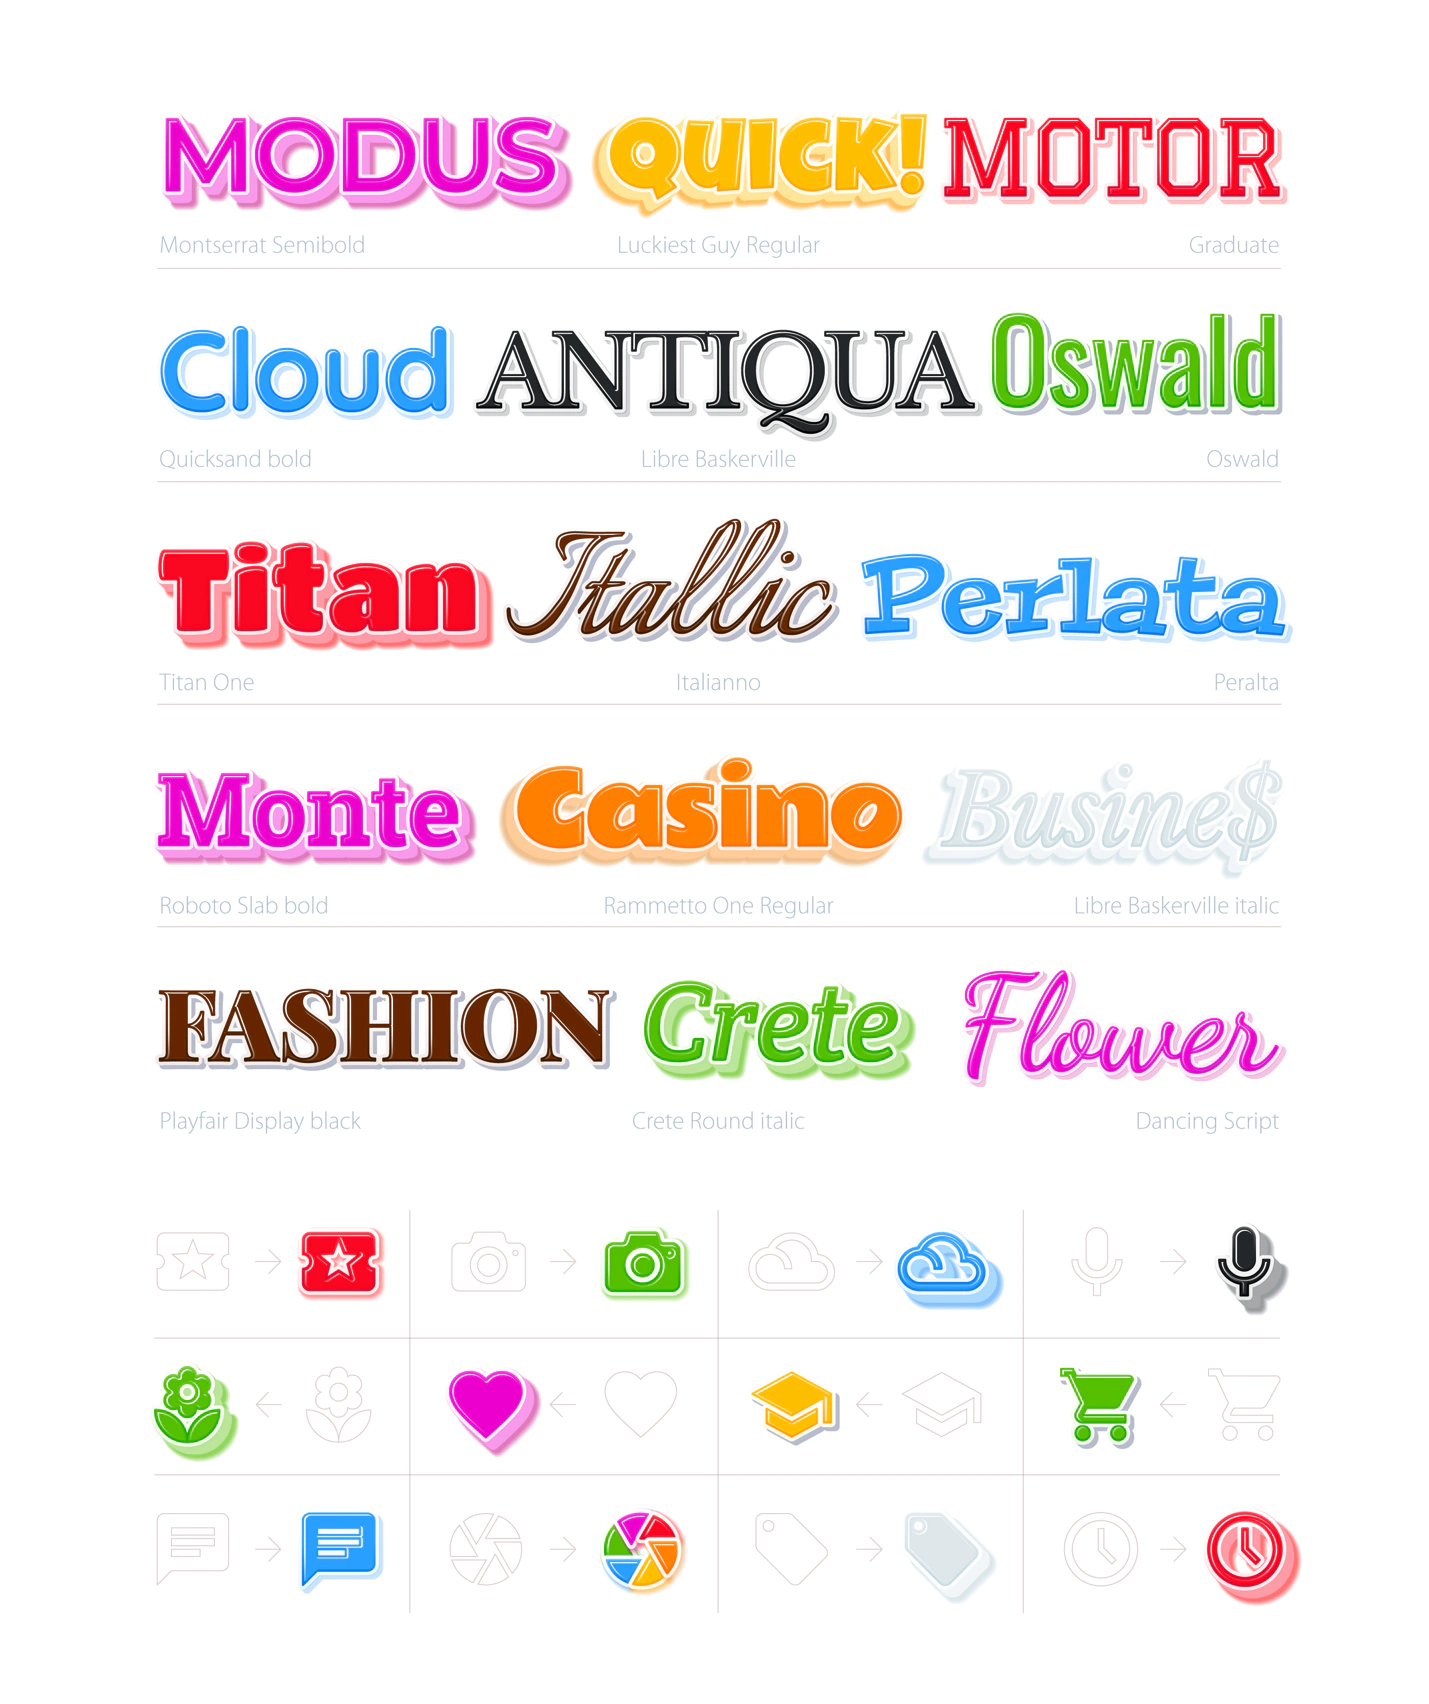 MODUS QUICK! MOTOR
Montserrat Semibold Luckiest Guy Regular Graduate
Cloud ANTIQUA Oswald
Quicksand bold Libre Baskerville Oswald
Titan Itallic Perlata
Titan One Italianno Peralta
Monte Casino Busine$
Roboto Slab bold Rammetto One Regular Libre Baskerville italic
FASHION Crete Flower
Playfair Display black Crete Round italic Dancing Script